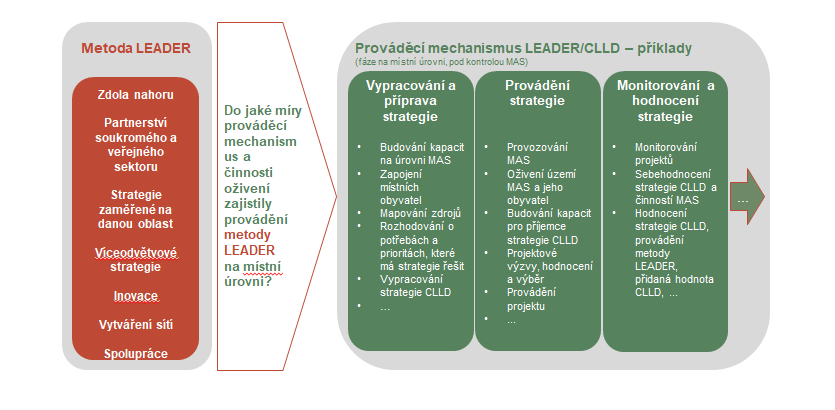 Metoda LEADER
Zdola nahoru
Partnerství
soukromého a
veřejného
sektoru
Strategie
zaměřené na
danou oblast
Víceodvětvové
strategie
Inovace
Vytváření sítí
Spolupráce
Do jaké míry
prováděcí
mechanism
us a
činnosti
oživení
zajistily
provádění
metody
LEADER
na místní
úrovni?
Prováděcí mechanismus LEADER/CLLD – příklady
(fáze na místní úrovni, pod kontrolou MAS)
Vypracování a
příprava
strategie
• Budování kapacit
na úrovni MAS
• Zapojení
místních
obyvatel
• Mapování zdrojů
• Rozhodování o
potřebách a
prioritách, které
má strategie řešit
• Vypracování
strategie CLLD
• …
Provádění
strategie
• Provozování
MAS
• Oživení území
MAS a jeho
obyvatel
• Budování kapacit
pro příjemce
strategie CLLD
• Projektové
výzvy, hodnocení
a výběr
• Provádění
projektu
• ...
Monitorování a
hodnocení
strategie
• Monitorování
projektů
• Sebehodnocení
strategie CLLD a
činností MAS
• Hodnocení
strategie CLLD,
provádění
metody
LEADER,
přidaná hodnota
CLLD, ...
...